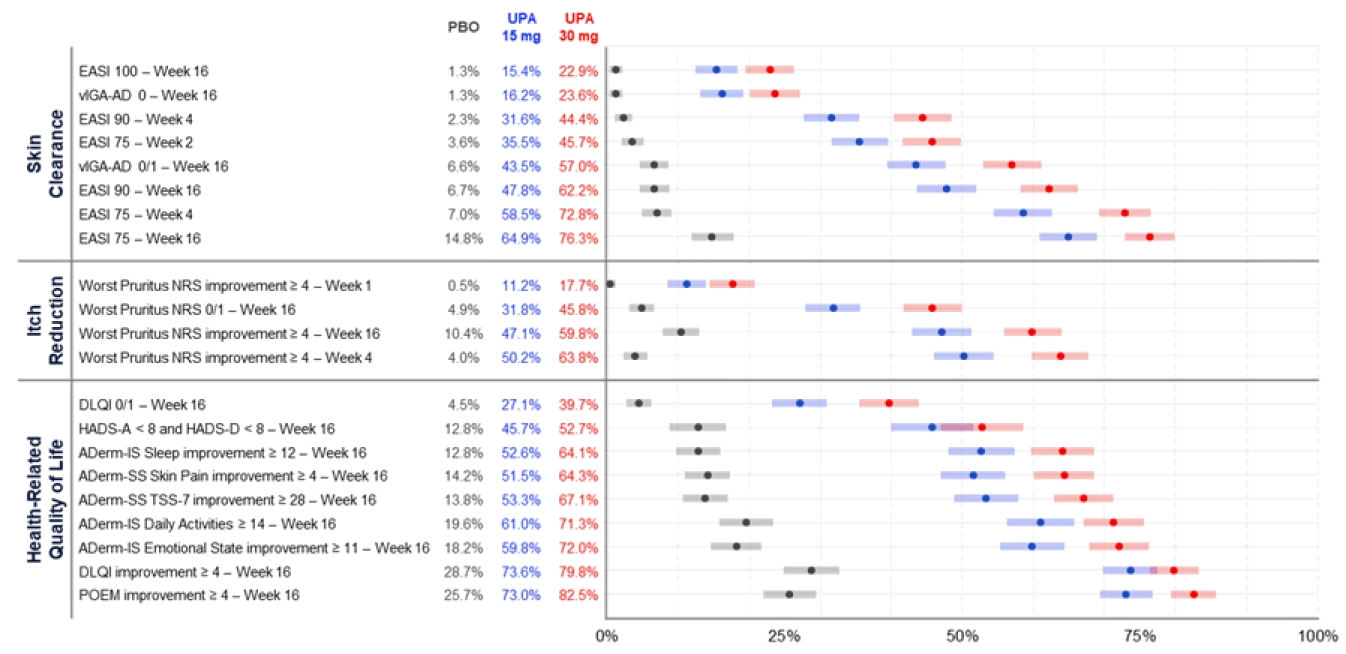 PBO UPA 15 mg UPA 30 mg
Skin Clearance
EASI 100 – Week 16 1.3% 15.4% 22.9%
vIGA-AD 0 – Week 16 1.3% 16.2% 23.6%
EASI 90 – Week 4 2.3% 31.6% 44.4%
EASI 75 – Week 2 3.6% 35.5% 45.7%
vIGA-AD 0/1 – Week 16 6.6% 43.5% 57.0%
EASI 90 – Week 16 6.7% 47.8% 62.2%
EASI 75 – Week 4 7.0% 58.5% 72.8%
EASI 75 – Week 16 14.8% 64.9% 76.3%
Itch Reduction
Worst Pruritus NRS improvement ≥ 4 – Week 1 0.5% 11.2% 17.7%
Worst Pruritus NRS 0/1 – Week 16 4.9% 31.8% 45.8%
Worst Pruritus NRS improvement ≥ 4 – Week 16 10.4% 47.1% 59.8%
Worst Pruritus NRS improvement ≥ 4 – Week 4 4.0% 50.2% 63.8%
Health-Related Quality of Life
DLQI 0/1 – Week 16 4.5% 27.1% 39.7%
HADS-A < 8 and HADS-D < 8 – Week 16 12.8% 45.7% 52.7%
ADerm-IS Sleep improvement ≥ 12 – Week 16 12.8% 52.6% 64.1%
ADerm-SS Skin Pain improvement ≥ 4 – Week 16 14.2% 51.5% 64.3%
ADerm-SS TSS-7 improvement ≥ 28 – Week 16 13.8% 53.3% 67.1%
ADerm-IS Daily Activities ≥ 14 – Week 16 19.6% 61.0% 71.3%
ADerm-IS Emotional State improvement ≥ 11 – Week 16 18.2% 59.8% 72.0%
DLQI improvement ≥ 4 – Week 16 28.7% 73.6% 79.8%
POEM improvement ≥ 4 – Week 16 25.7% 73.0% 82.5%
0% 25% 50% 75% 100%